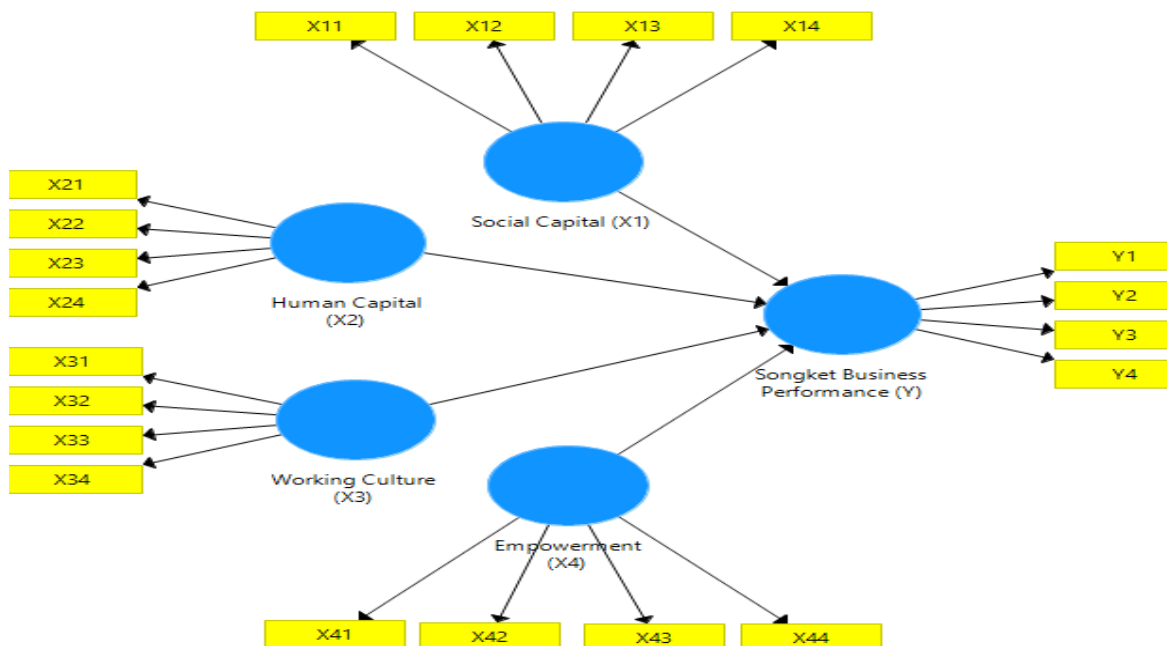 X11
X12
X13
X14
Social Capital (X1)
X21
X22
X23
X24
Human Capital
(X2)
Y1
Y2
Y3
Y4
Songket Business
Performance (Y)
X31
X32
X33
X34
Working Culture
(X3)
Empowerment
(X4)
X41
X42
X43
X44